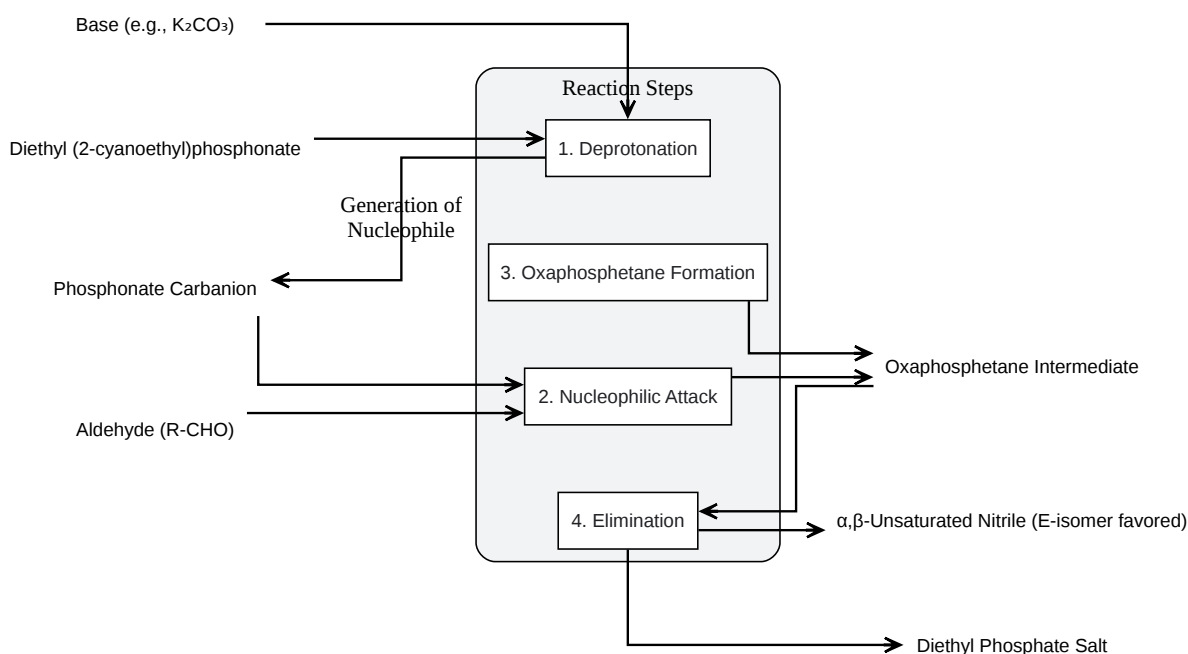 Base (e.g., K₂CO₃)
Reaction Steps
Diethyl (2-cyanoethyl)phosphonate
1. Deprotonation
Generation of
Nucleophile
3. Oxaphosphetane Formation
Phosphonate Carbanion
Oxaphosphetane Intermediate
2. Nucleophilic Attack
Aldehyde (R-CHO)
4. Elimination
α,β-Unsaturated Nitrile (E-isomer favored)
Diethyl Phosphate Salt